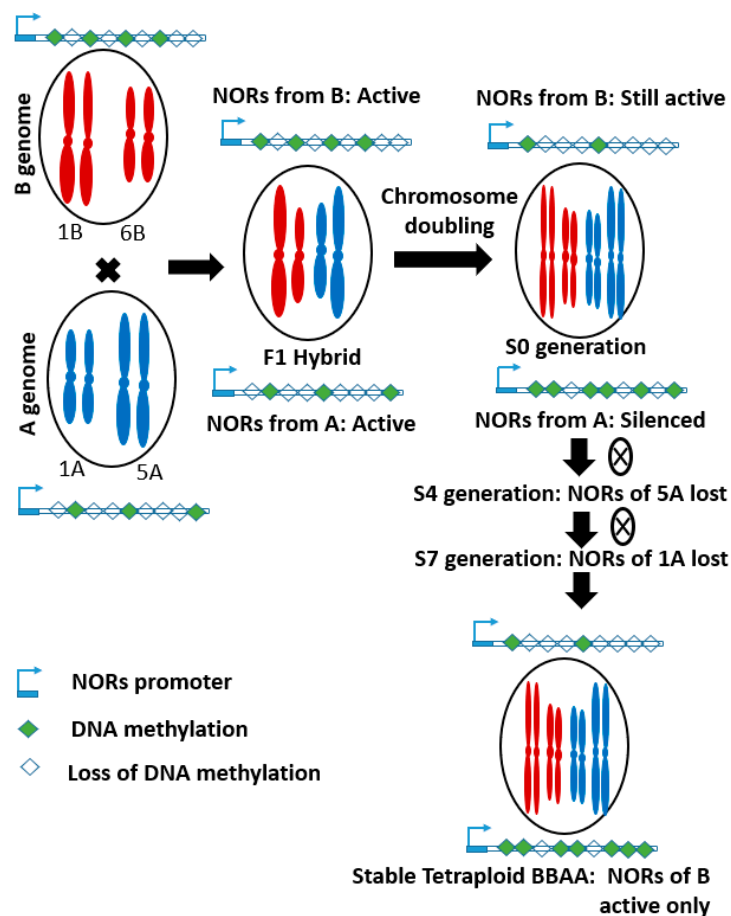 B genome
1B
6B
A genome
1A
5A
NORs from B: Active
F1 Hybrid
NORs from A: Active
Chromosome
doubling
NORs from B: Still active
S0 generation
NORs from A: Silenced
S4 generation: NORs of 5A lost
S7 generation: NORs of 1A lost
NORs promoter
DNA methylation
Loss of DNA methylation
Stable Tetraploid BBAA: NORs of B
active only